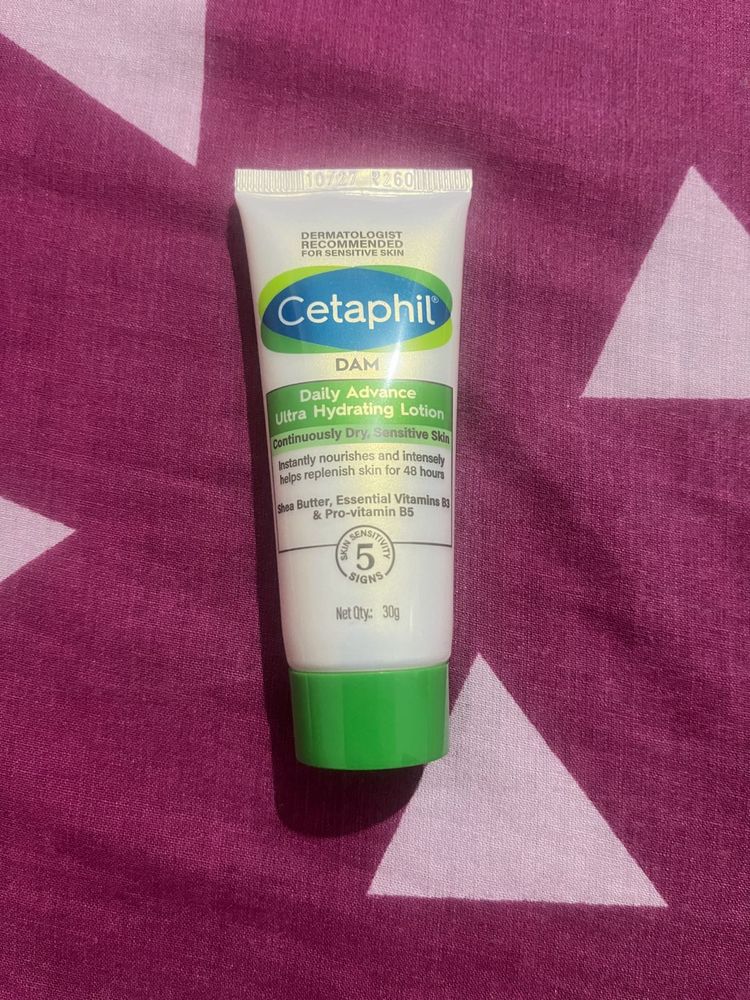 10727 ₹260
DERMATOLOGIST
RECOMMENDED
FOR SENSITIVE SKIN
Cetaphil®
DAM
Daily Advance
Ultra Hydrating Lotion
Continuously Dry, Sensitive Skin
Instantly nourishes and intensely
helps replenish skin for 48 hours
Shea Butter, Essential Vitamins B3
& Pro-vitamin B5
SKIN SENSITIVITY
5
SIGNS
Net Qty.: 30g